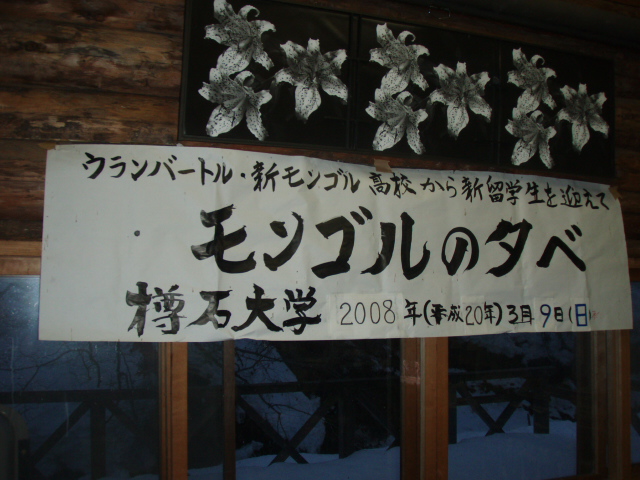 ウランバートル・新モンゴル高校から新留学生を迎えて
モンゴルの夕べ
樽石大学 2008年(平成20年)3月9日(日)